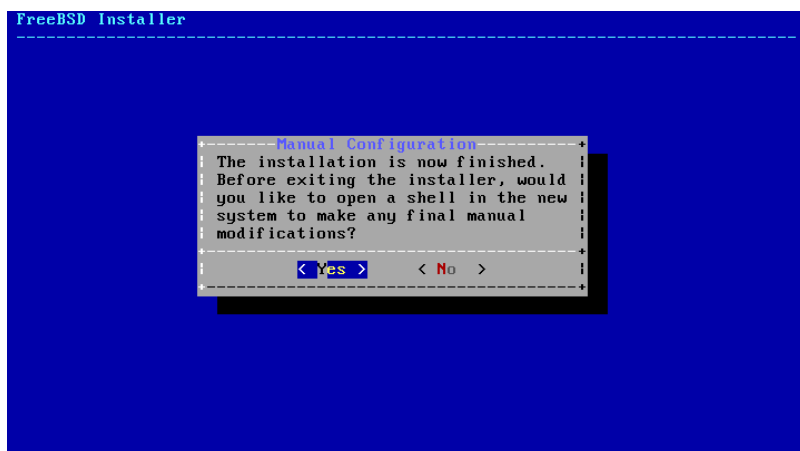 FreeBSD Installer
Manual Configuration
The installation is now finished.
Before exiting the installer, would
you like to open a shell in the new
system to make any final manual
modifications?
< Yes > < No >